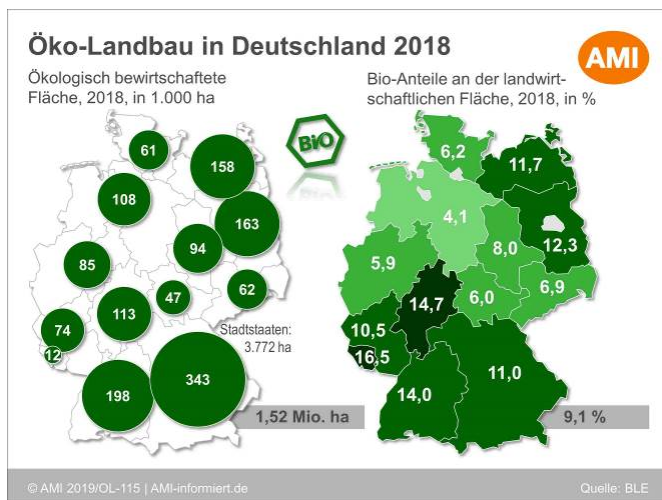 Öko-Landbau in Deutschland 2018
AMI
Ökologisch bewirtschaftete
Fläche, 2018, in 1.000 ha
Bio-Anteile an der landwirt-
schaftlichen Fläche, 2018, in %
Bio
61
158
108
163
94
85
47
62
113
74
12
Stadtstaaten:
3.772 ha
343
198
1,52 Mio. ha
6,2
11,7
4,1
8,0
12,3
5,9
14,7
6,0
6,9
10,5
16,5
11,0
14,0
9,1 %
© AMI 2019/OL-115 | AMI-informiert.de
Quelle: BLE